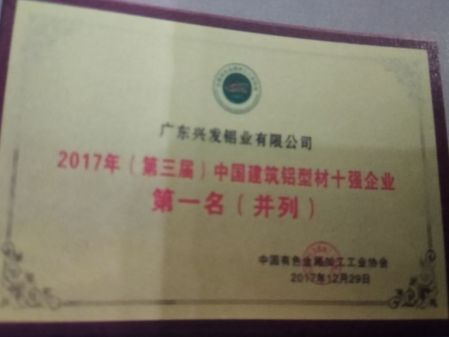 广东兴发铝业有限公司
2017年（第三届）中国建筑铝型材十强企业
第一名（并列）
中国有色金属加工工业协会
2017年12月29日